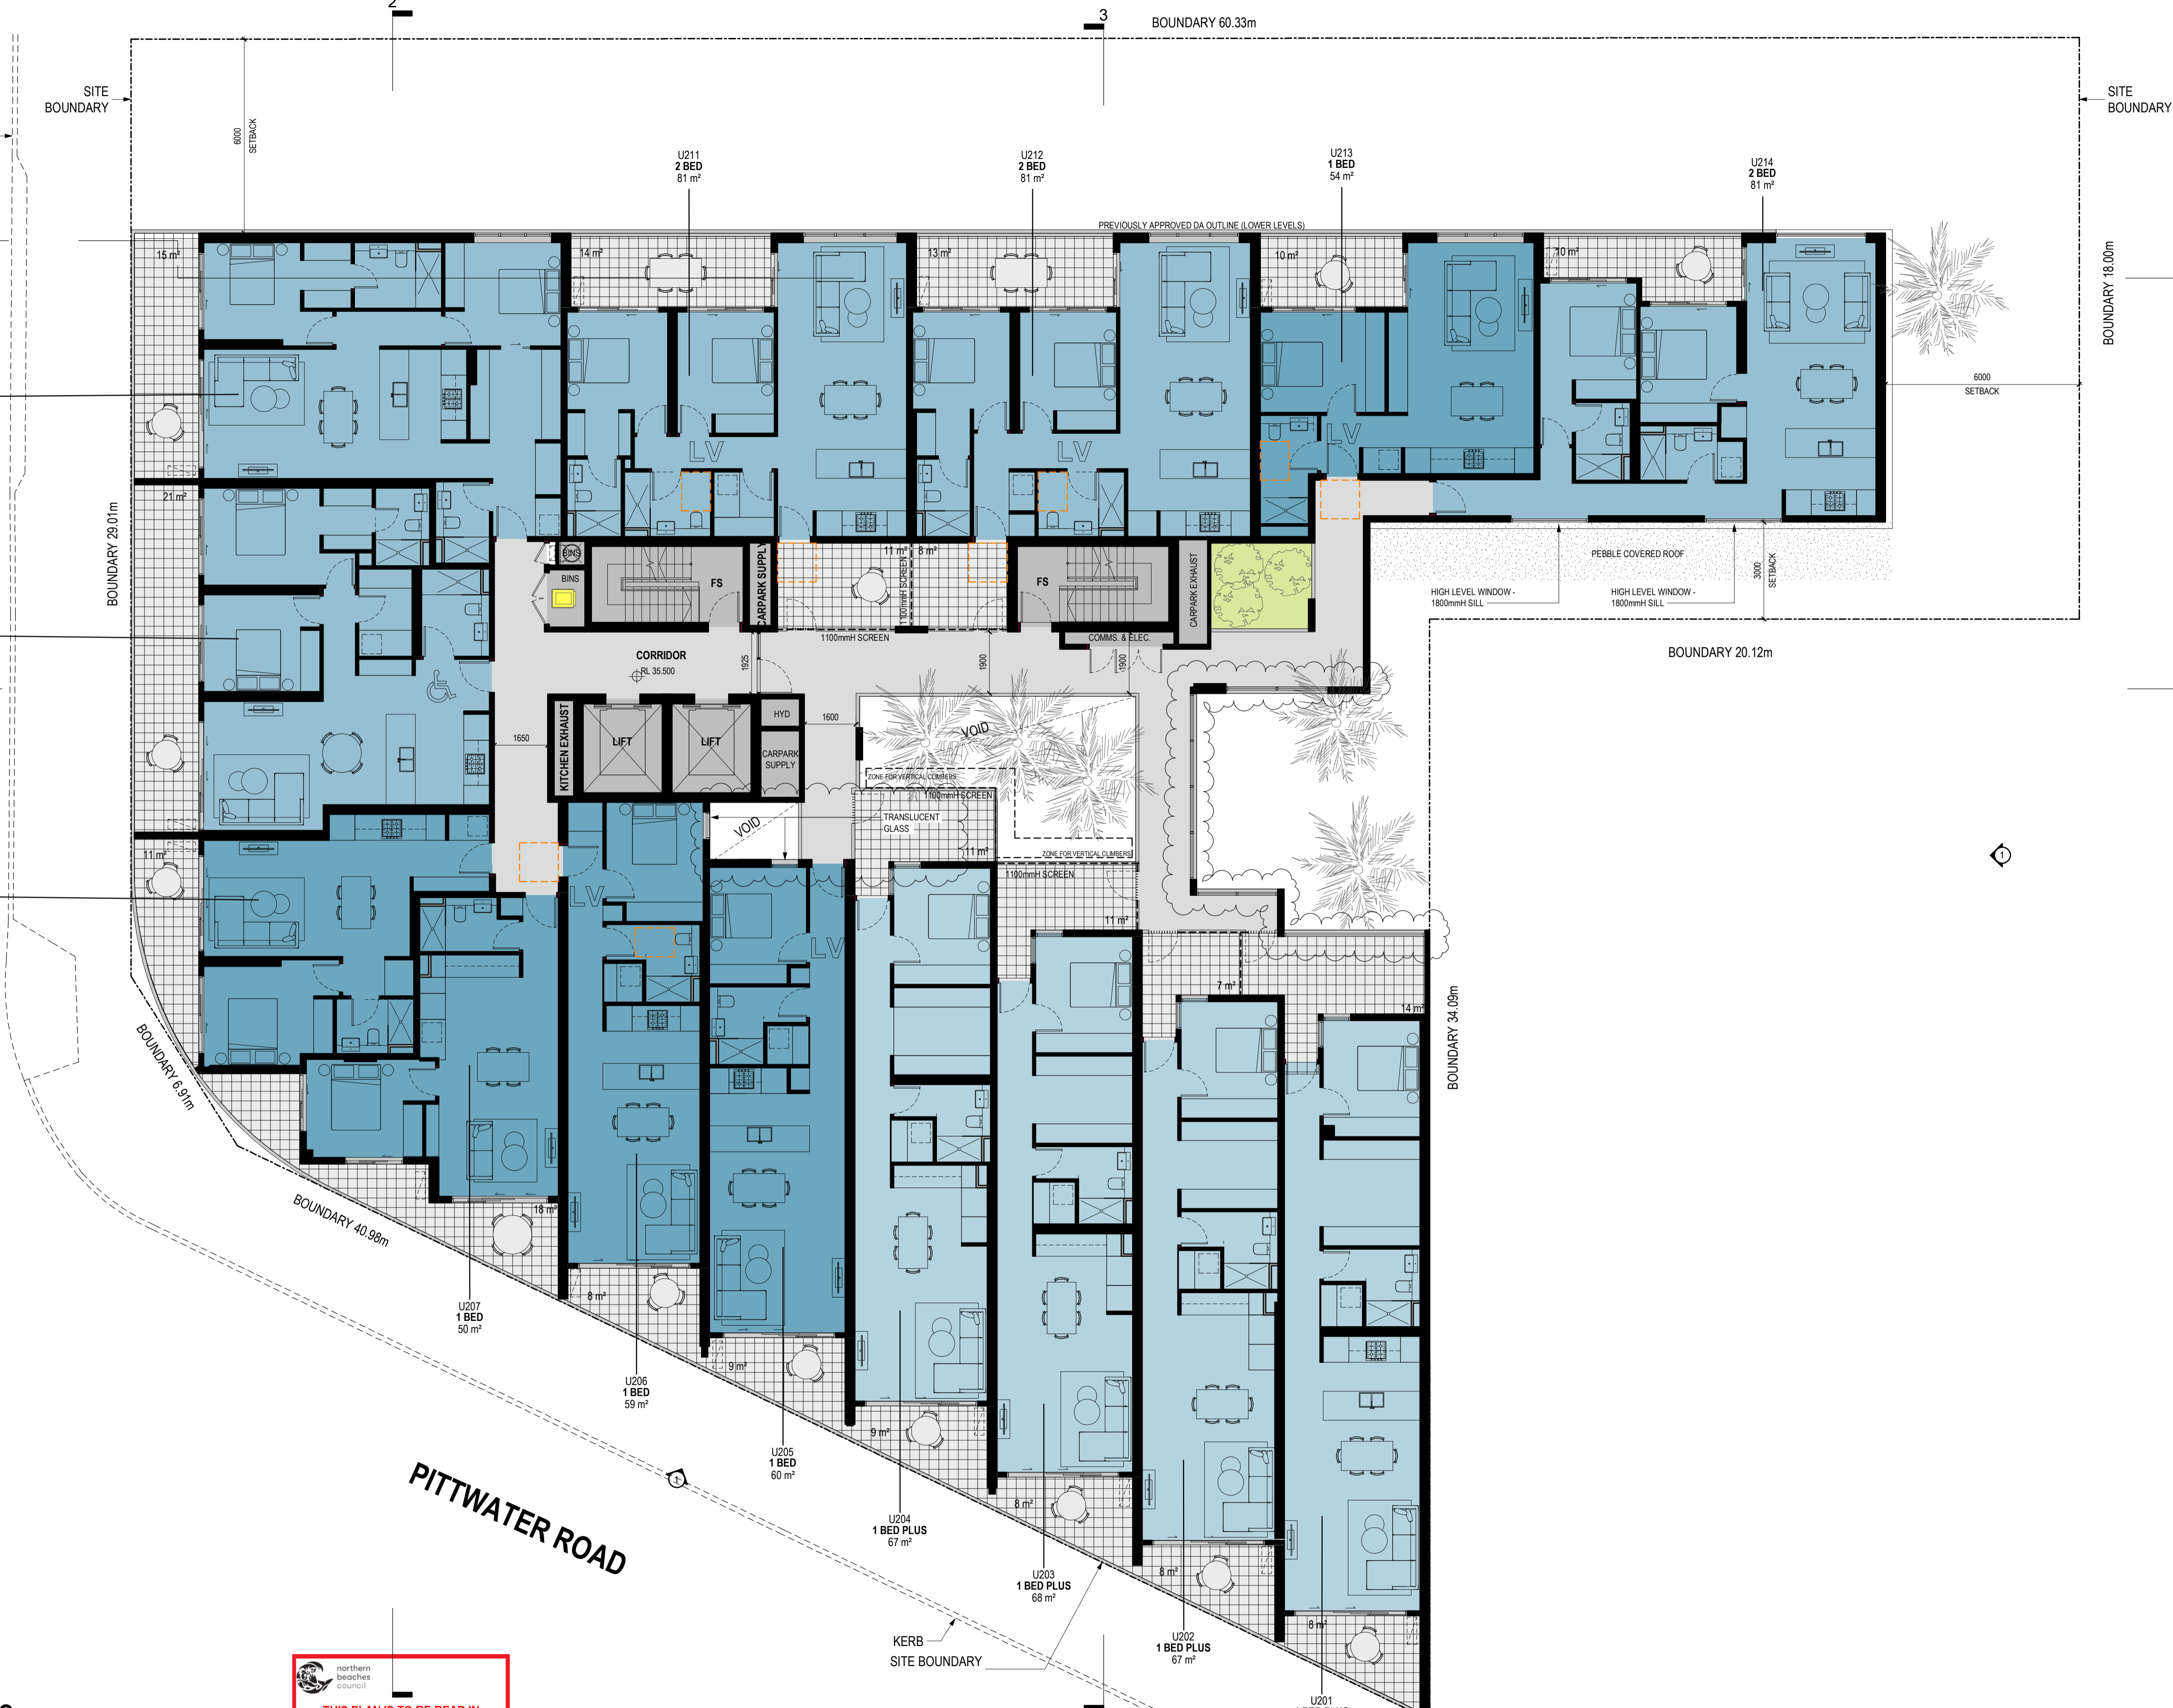 2
3
BOUNDARY 60.33m
SITE
BOUNDARY
SITE
BOUNDARY
6000
SETBACK
U211
2 BED
81 m²
U212
2 BED
81 m²
U213
1 BED
54 m²
U214
2 BED
81 m²
PREVIOUSLY APPROVED DA OUTLINE (LOWER LEVELS)
15 m²
14 m²
13 m²
10 m²
10 m²
BOUNDARY 18.00m
6000
SETBACK
LV
LV
LV
21 m²
BOUNDARY 29.01m
BINS
BINS
FS
CARPARK SUPPLY
11 m²
8 m²
1100mmH SCREEN
FS
CARPARK EXHAUST
PEBBLE COVERED ROOF
3000
SETBACK
HIGH LEVEL WINDOW -
1800mmH SILL
HIGH LEVEL WINDOW -
1800mmH SILL
1100mmH SCREEN
COMMS. & ELEC.
BOUNDARY 20.12m
CORRIDOR
RL 35.500
1925
1900
1900
KITCHEN EXHAUST
LIFT
LIFT
HYD
CARPARK
SUPPLY
1600
1650
VOID
ZONE FOR VERTICAL CLIMBERS
1100mmH SCREEN
VOID
TRANSLUCENT
GLASS
11 m²
ZONE FOR VERTICAL CLIMBERS
1100mmH SCREEN
11 m²
1
11 m²
LV
LV
7 m²
14 m²
BOUNDARY 34.09m
BOUNDARY 6.91m
BOUNDARY 40.98m
18 m²
8 m²
9 m²
9 m²
8 m²
8 m²
8 m²
U207
1 BED
50 m²
U206
1 BED
59 m²
U205
1 BED
60 m²
U204
1 BED PLUS
67 m²
U203
1 BED PLUS
68 m²
U202
1 BED PLUS
67 m²
U201
1
PITTWATER ROAD
KERB
SITE BOUNDARY
northern
beaches
council
THIS PLAN IS TO BE READ IN